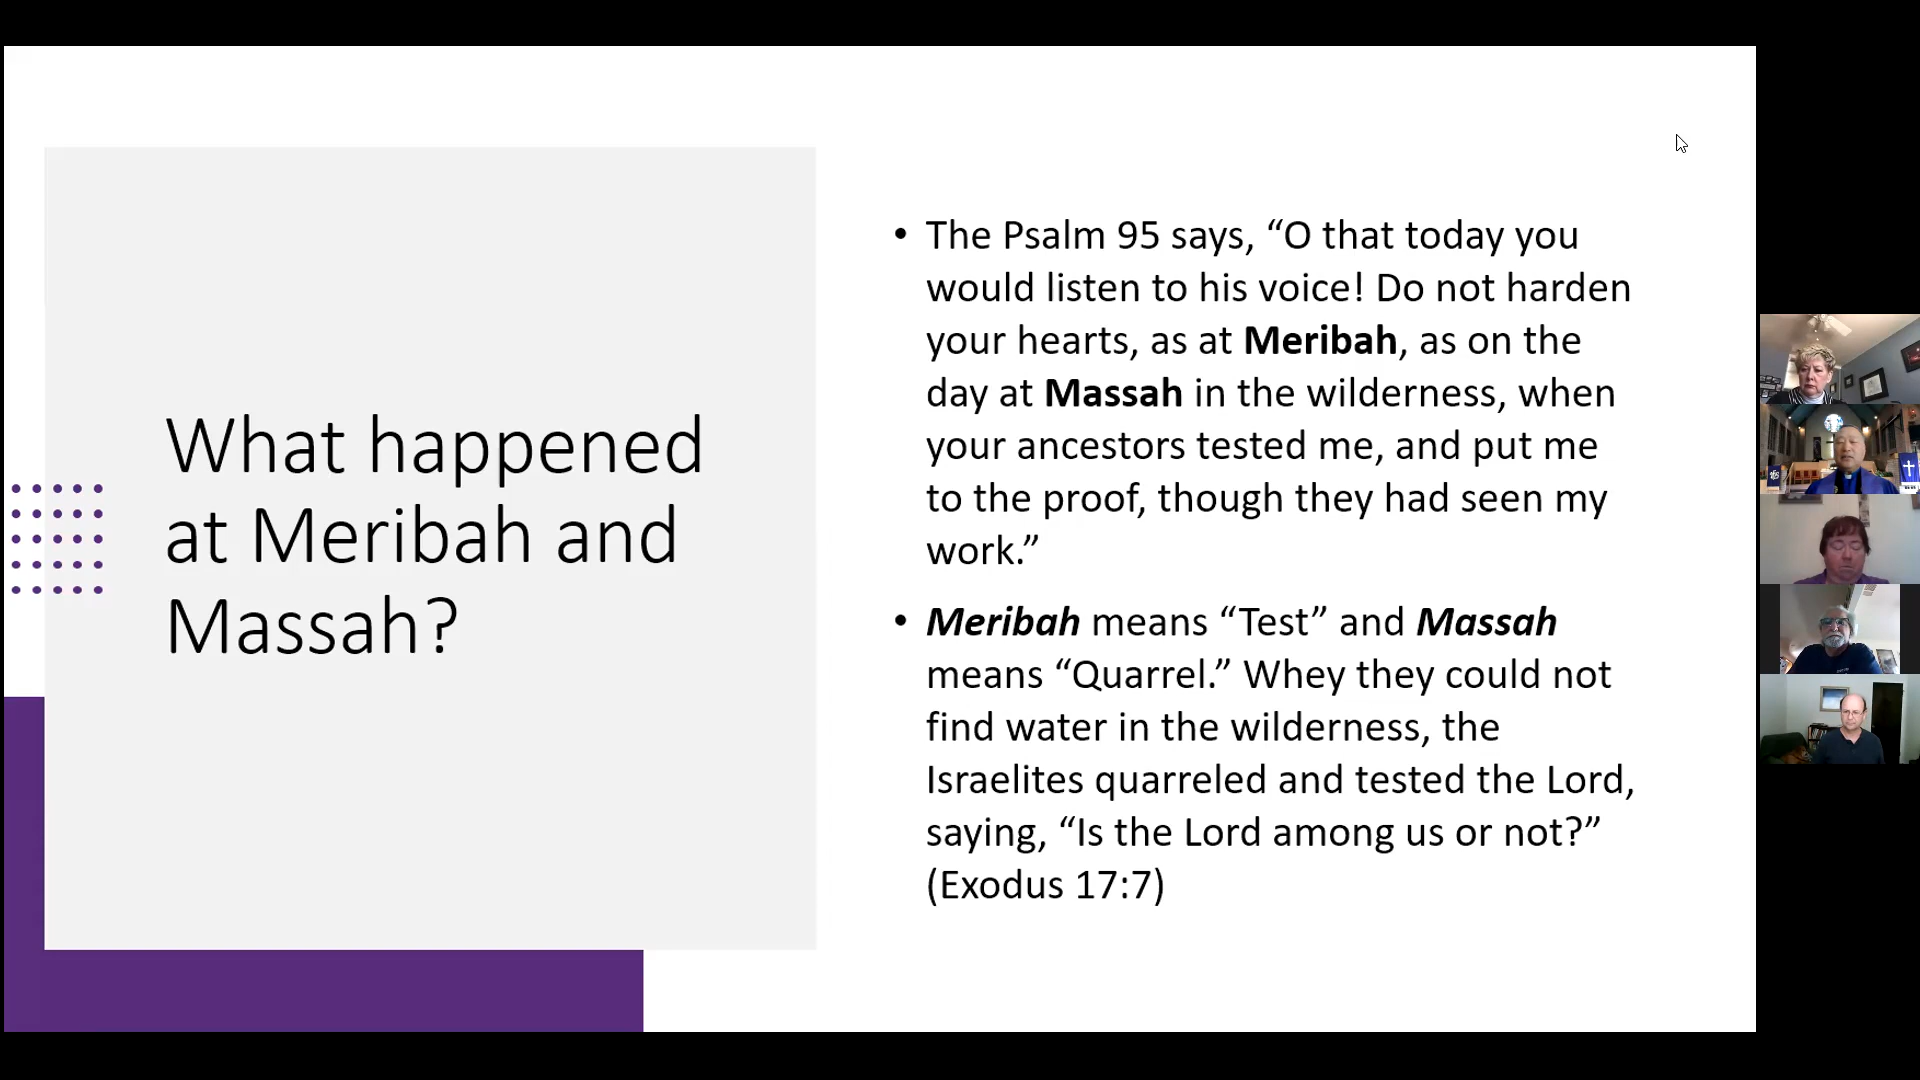 What happened
at Meribah and
Massah?
• The Psalm 95 says, “O that today you
would listen to his voice! Do not harden
your hearts, as at Meribah, as on the
day at Massah in the wilderness, when
your ancestors tested me, and put me
to the proof, though they had seen my
work.”
• Meribah means “Test” and Massah
means “Quarrel.” Whey they could not
find water in the wilderness, the
Israelites quarreled and tested the Lord,
saying, “Is the Lord among us or not?”
(Exodus 17:7)